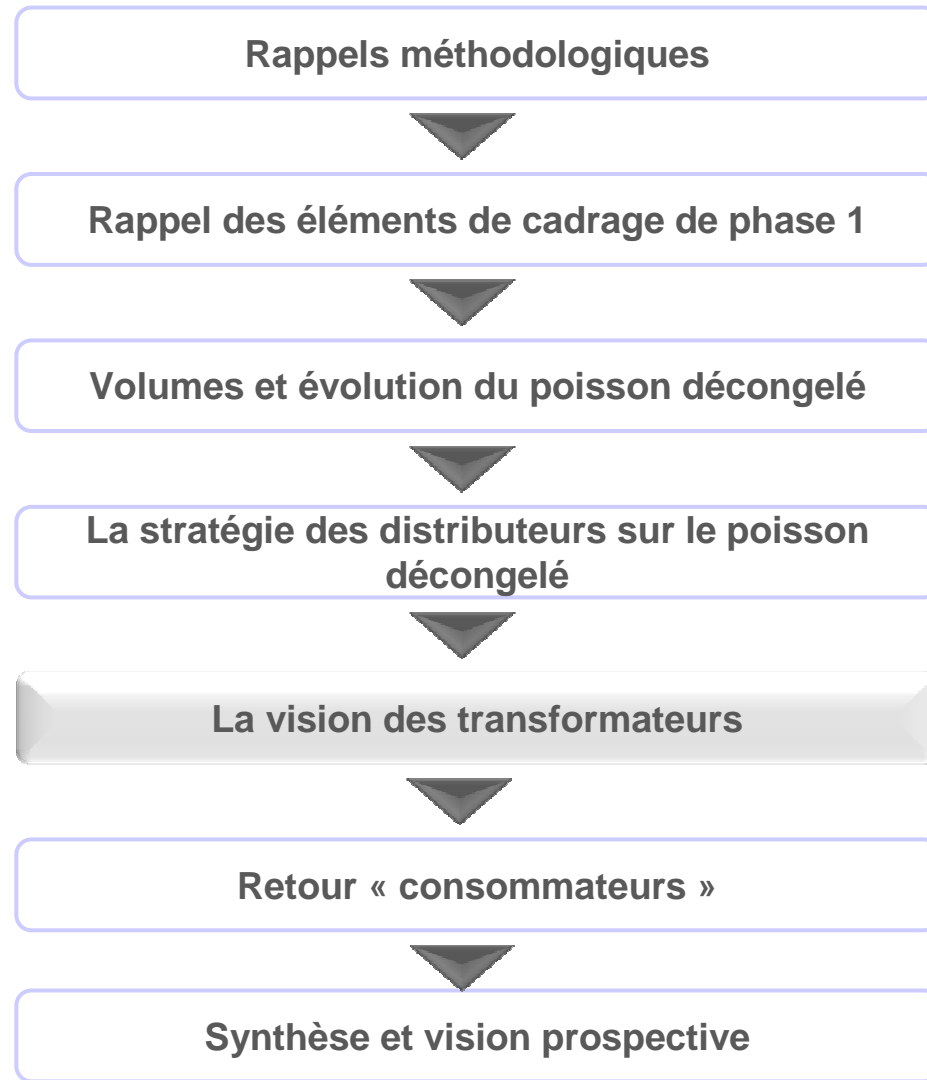 Rappels méthodologiques
Rappel des éléments de cadrage de phase 1
Volumes et évolution du poisson décongelé
La stratégie des distributeurs sur le poisson
décongelé
La vision des transformateurs
Retour « consommateurs »
Synthèse et vision prospective